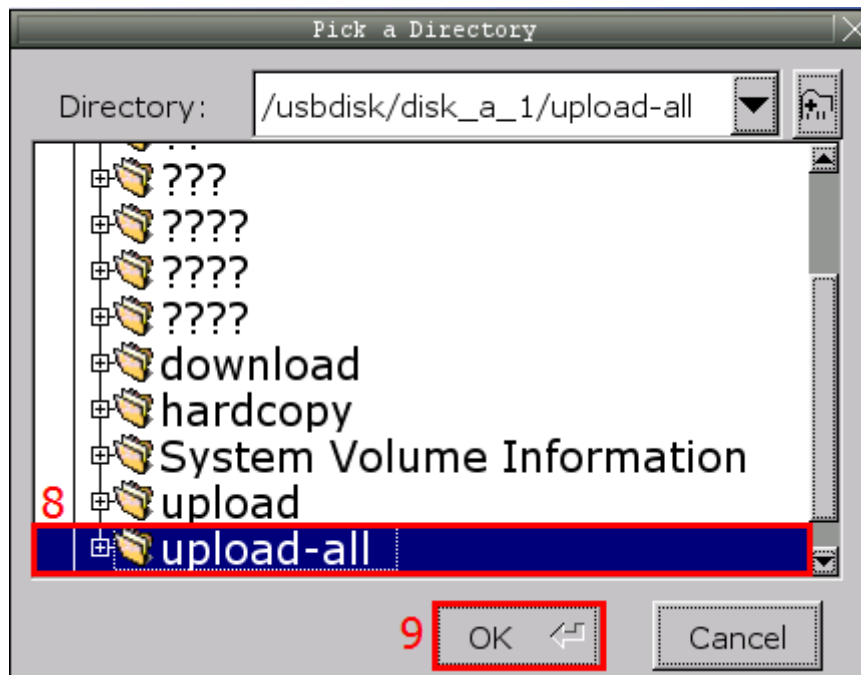 Pick a Directory
Directory: /usbdisk/disk_a_1/upload-all
???
????
????
????
download
hardcopy
System Volume Information
8 upload
upload-all
9 OK Cancel